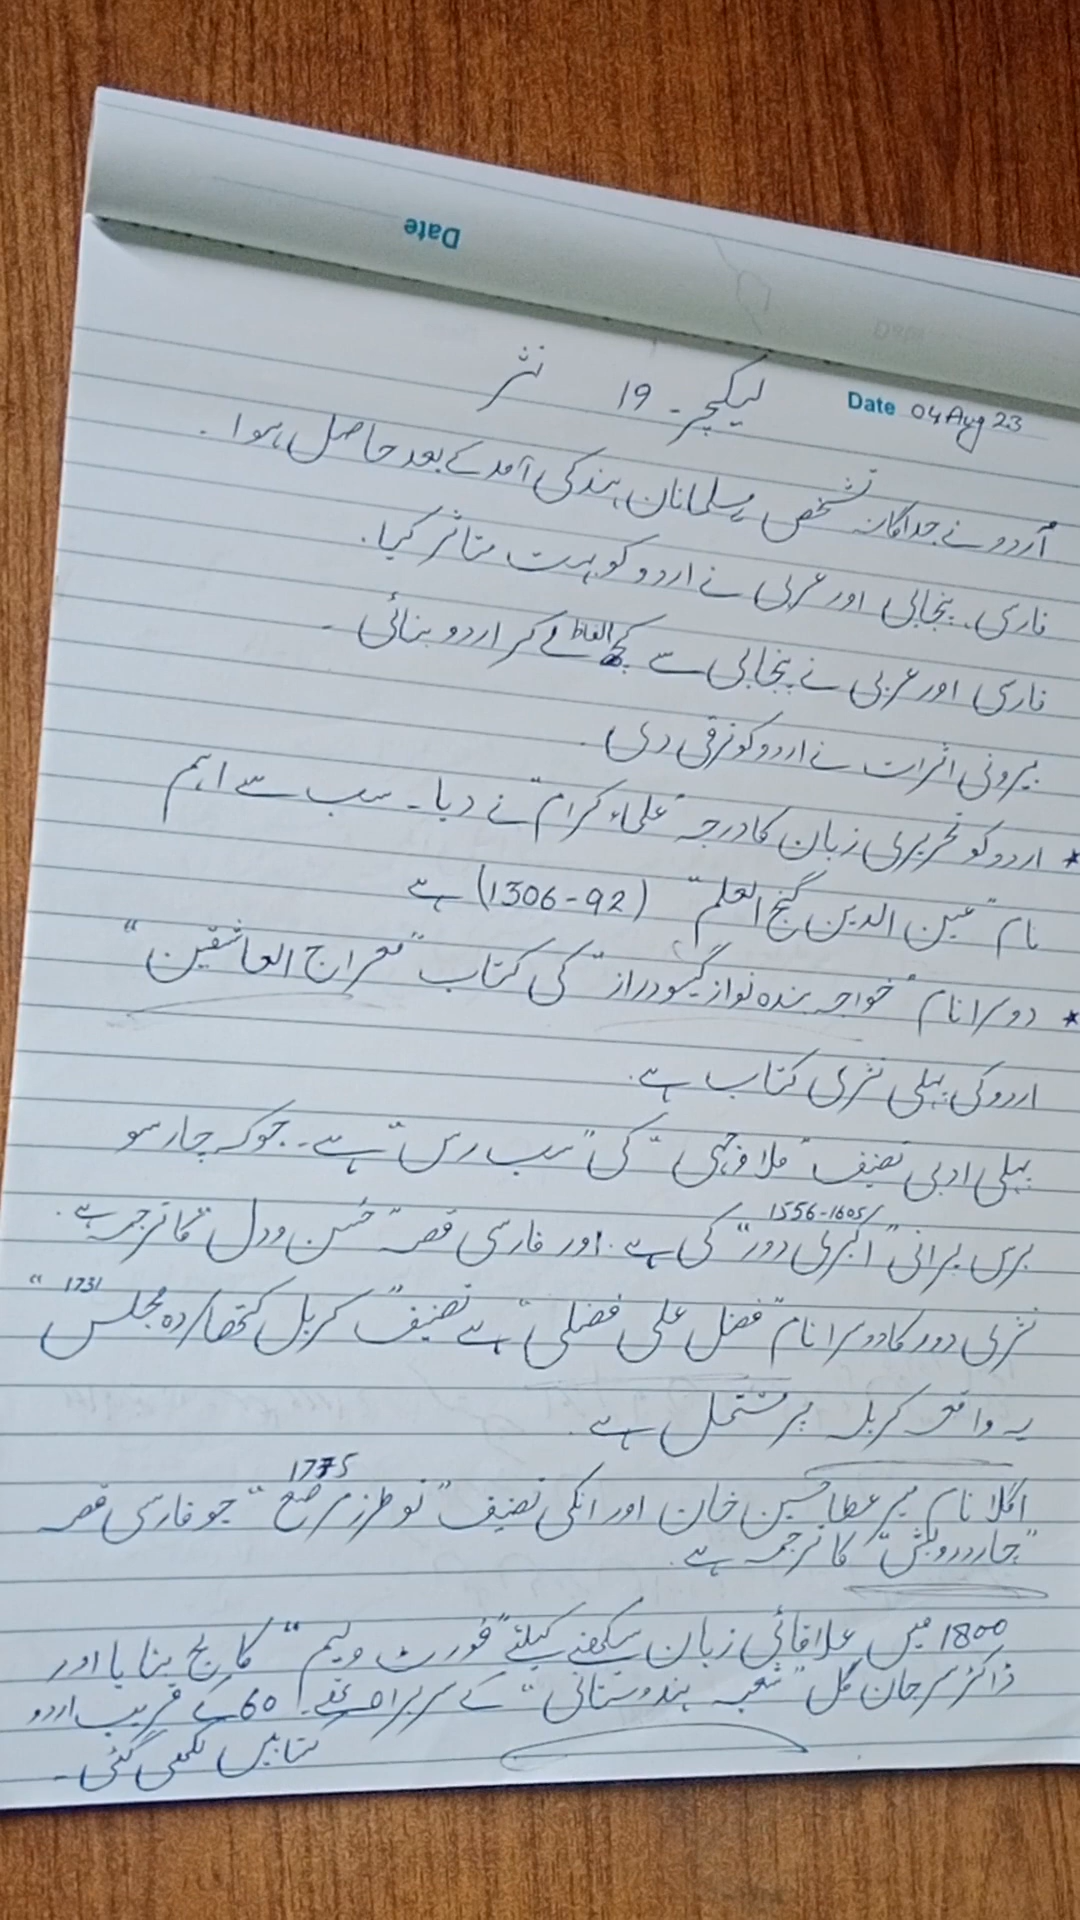 Date
Date 04 Aug 23
لیکچر - 19 نثر
اُردو نے جداگانہ تشخص مسلمانانِ ہند کی آمد کے بعد حاصل ہوا ۔
فارسی، پنجابی اور عربی نے اردو کو بہت متاثر کیا ۔
فارسی اور عربی نے پنجابی سے کچھ الفاظ لے کر اردو بنائی ۔
بیرونی اثرات نے اردو کو ترقی دی ۔
* اردو کو تحریری زبان کا درجہ "علماء کرام" نے دیا ۔ سب سے اہم
نام "عین الدین گنج العلم" (1306-92) ہے
* دوسرا نام "خواجہ بندہ نواز گیسودراز" کی کتاب "معراج العاشقین"
اردو کی پہلی نثری کتاب ہے ۔
پہلی ادبی تصنیف "ملا وجہی" کی "سب رس" ہے ۔ جو کہ چار سو
1556-1605/
برس پرانی "اکبری دور" کی ہے ۔ اور فارسی قصہ "حُسن و دل" کا ترجمہ ہے ۔
نثری دور کا دوسرا نام "فضل علی فضلی" ہے تصنیف "کربل کتھا/دہ مجلس" 1731
یہ واقعہ کربلا پر مشتمل ہے ۔
1775
اگلا نام میر عطا حسین خان اور انکی تصنیف "نو طرز مرصع" جو فارسی قصہ
"چار درویش" کا ترجمہ ہے ۔
1800 میں علاقائی زبان سیکھنے کیلئے "فورٹ ولیم" کالج بنایا اور
ڈاکٹر سر جان گل "شعبہ ہندوستانی" کے سربراہ تھے ۔ 60 کے قریب اردو
کتابیں لکھی گئی ۔